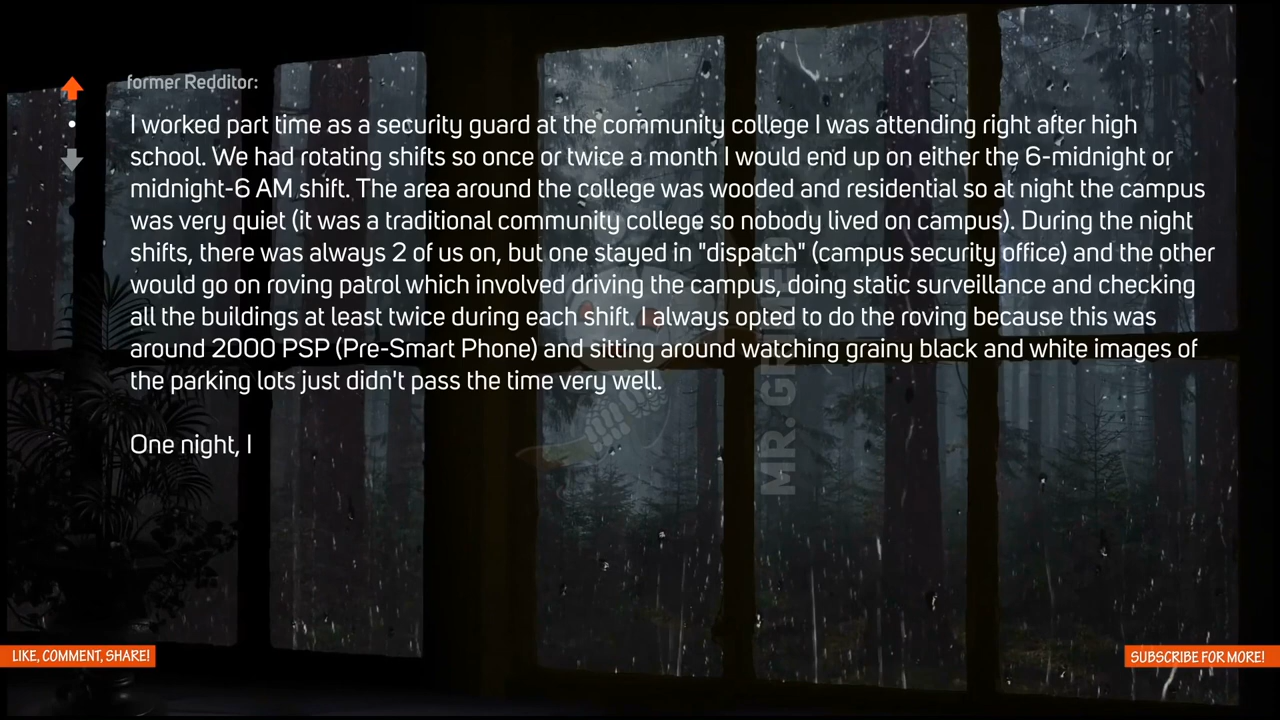 former Redditor:
I worked part time as a security guard at the community college I was attending right after high
school. We had rotating shifts so once or twice a month I would end up on either the 6-midnight or
midnight-6 AM shift. The area around the college was wooded and residential so at night the campus
was very quiet (it was a traditional community college so nobody lived on campus). During the night
shifts, there was always 2 of us on, but one stayed in "dispatch" (campus security office) and the other
would go on roving patrol which involved driving the campus, doing static surveillance and checking
all the buildings at least twice during each shift. I always opted to do the roving because this was
around 2000 PSP (Pre-Smart Phone) and sitting around watching grainy black and white images of
the parking lots just didn't pass the time very well.
One night, I
LIKE, COMMENT, SHARE!
SUBSCRIBE FOR MORE!